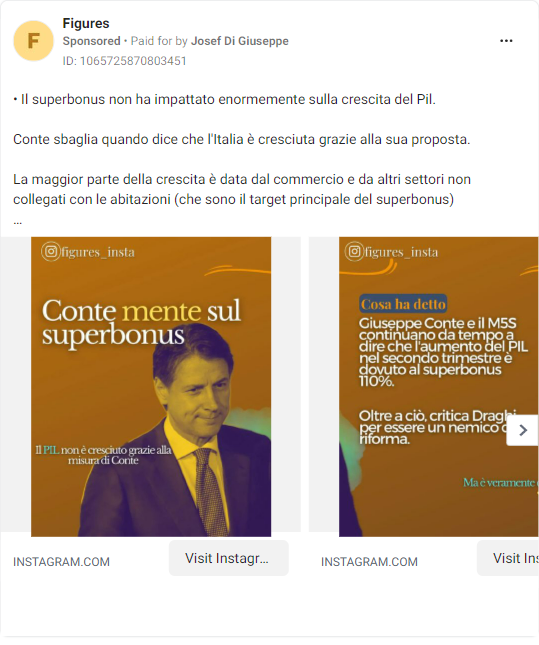 F
Figures
Sponsored • Paid for by Josef Di Giuseppe
ID: 1065725870803451
• Il superbonus non ha impattato enormemente sulla crescita del Pil.
Conte sbaglia quando dice che l'Italia è cresciuta grazie alla sua proposta.
La maggior parte della crescita è data dal commercio e da altri settori non
collegati con le abitazioni (che sono il target principale del superbonus)
...
figures_insta
Conte mente sul
superbonus
Il PIL non è cresciuto grazie alla
misura di Conte
INSTAGRAM.COM
Visit Instagr...
figures_insta
Cosa ha detto
Giuseppe Conte e il M5S
continuano da tempo a
dire che l'aumento del PIL
nel secondo trimestre è
dovuto al superbonus
110%.
Oltre a ciò, critica Draghi
per essere un nemico
riforma.
Ma è veramente
INSTAGRAM.COM
Visit Ins